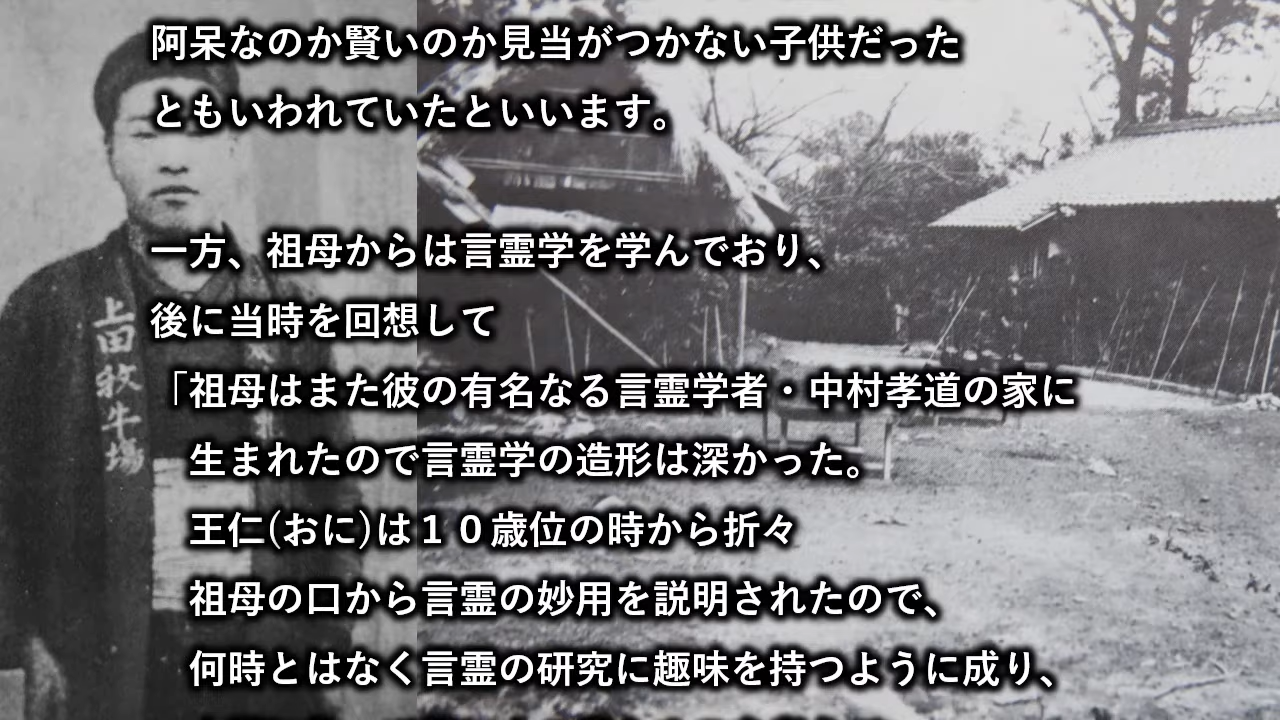 阿呆なのか賢いのか見当がつかない子供だった
ともいわれていたといいます。
一方、祖母からは言霊学を学んでおり、
後に当時を回想して
「祖母はまた彼の有名なる言霊学者・中村孝道の家に
生まれたので言霊学の造形は深かった。
王仁(おに)は１０歳位の時から折々
祖母の口から言霊の妙用を説明されたので、
何時とはなく言霊の研究に趣味を持つように成り、
上田牧牛場